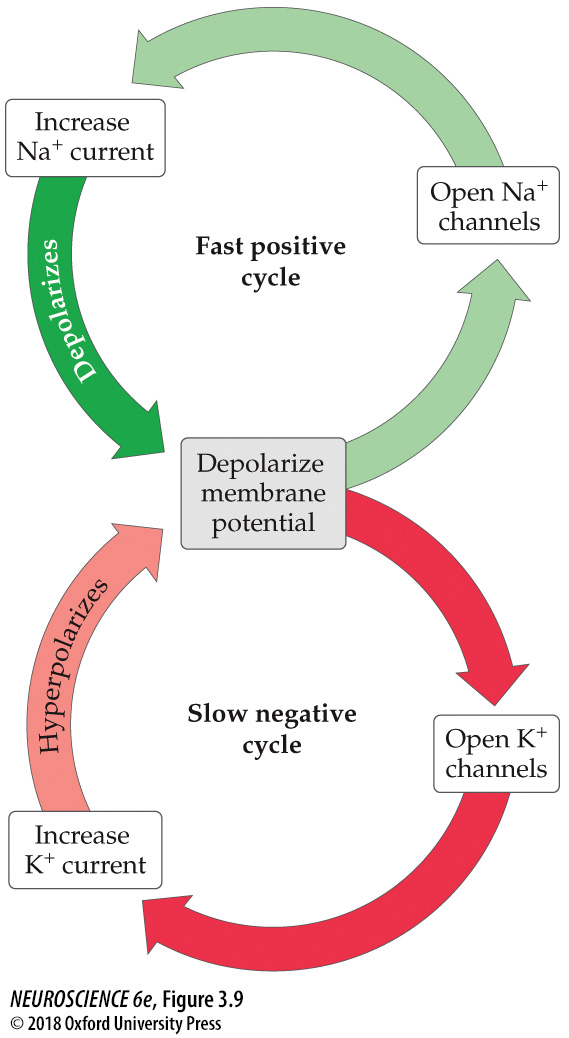 Increase
Na⁺ current
Open Na⁺
channels
Fast positive
cycle
Depolarizes
Depolarize
membrane
potential
Hyperpolarizes
Slow negative
cycle
Open K⁺
channels
Increase
K⁺ current
NEUROSCIENCE 6e, Figure 3.9
© 2018 Oxford University Press